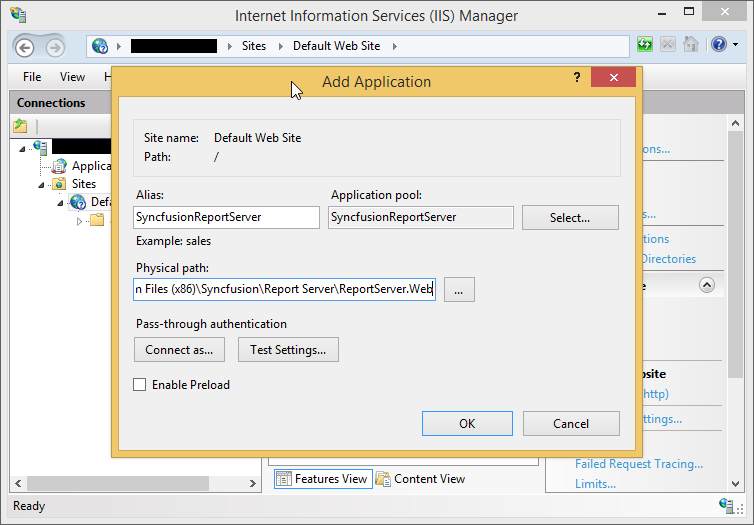 Internet Information Services (IIS) Manager
Sites
Default Web Site
File View H
Add Application
?
Connections
Site name: Default Web Site
Path: /
ons...
Applica
Sites
Alias: Application pool:
Defa
SyncfusionReportServer SyncfusionReportServer Select...
s...
Example: sales
tions
Directories
Physical path:
n Files (x86)\Syncfusion\Report Server\ReportServer.Web ...
e
Pass-through authentication
Connect as... Test Settings...
bsite
http)
Enable Preload
ttings...
OK Cancel
Failed Request Tracing...
Features View Content View
Limits...
Ready